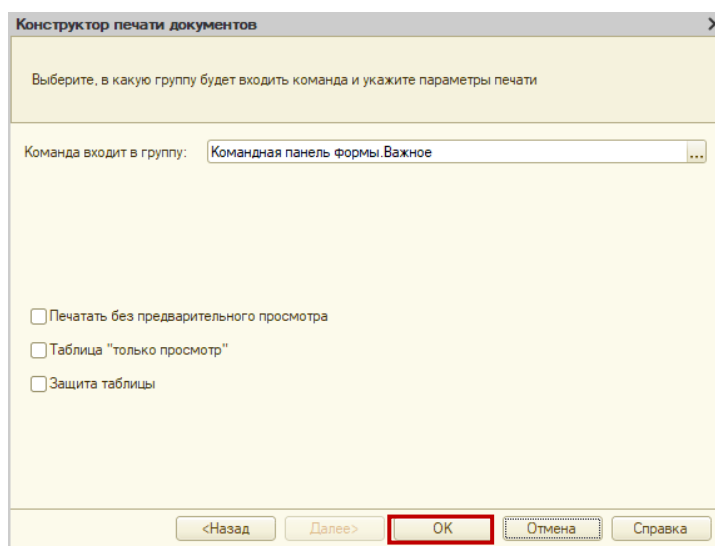 Конструктор печати документов
Выберите, в какую группу будет входить команда и укажите параметры печати
Команда входит в группу: Командная панель формы.Важное ...
Печатать без предварительного просмотра
Таблица "только просмотр"
Защита таблицы
<Назад Далее> OK Отмена Справка